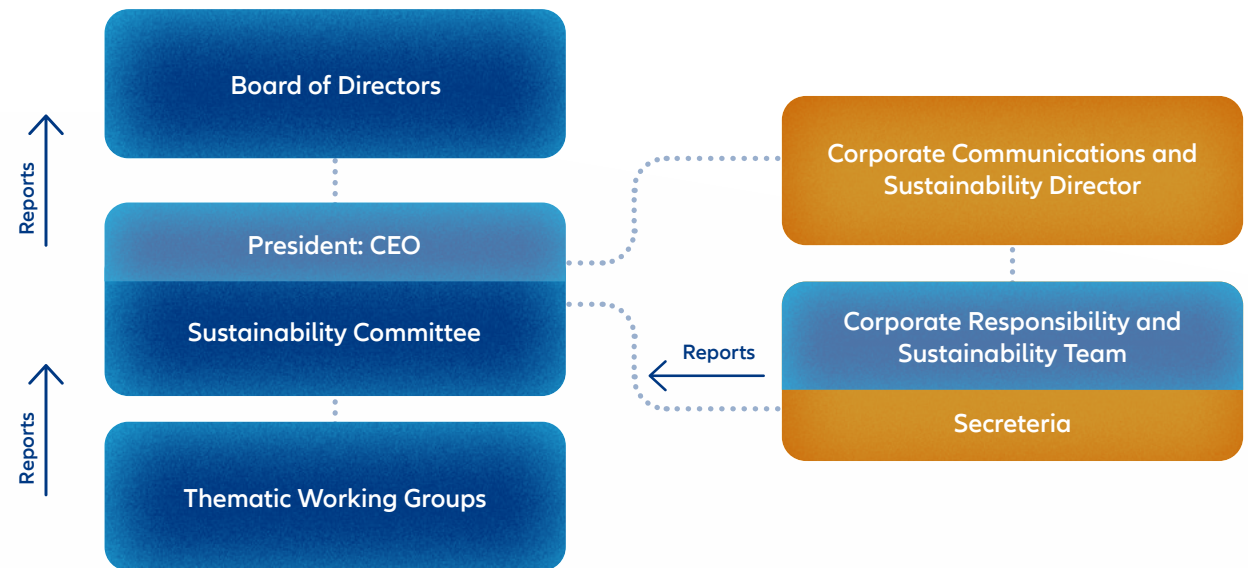 Board of Directors
Reports
President: CEO
Sustainability Committee
Reports
Thematic Working Groups
Corporate Communications and
Sustainability Director
Corporate Responsibility and
Sustainability Team
Reports
Secreteria